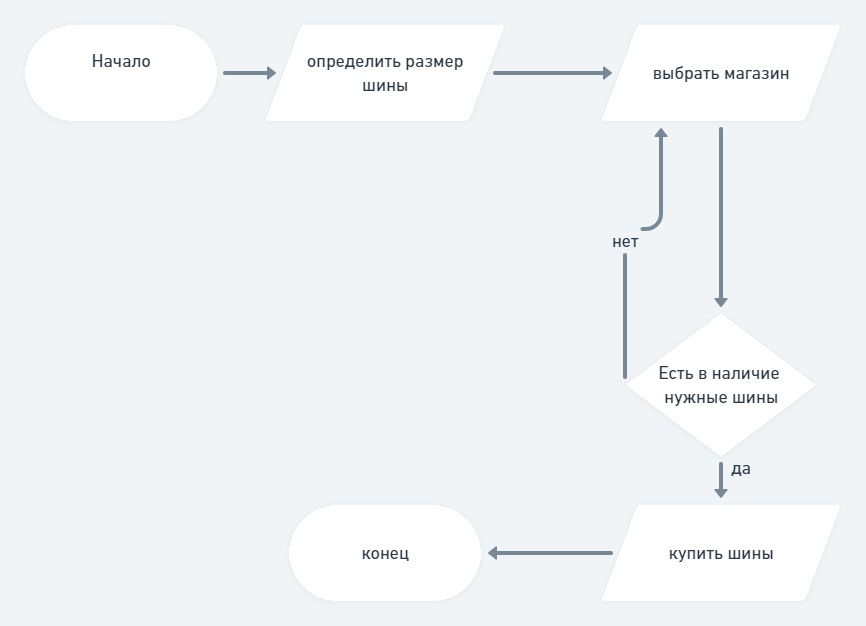 Начало
определить размер
шины
выбрать магазин
нет
Есть в наличие
нужные шины
да
купить шины
конец